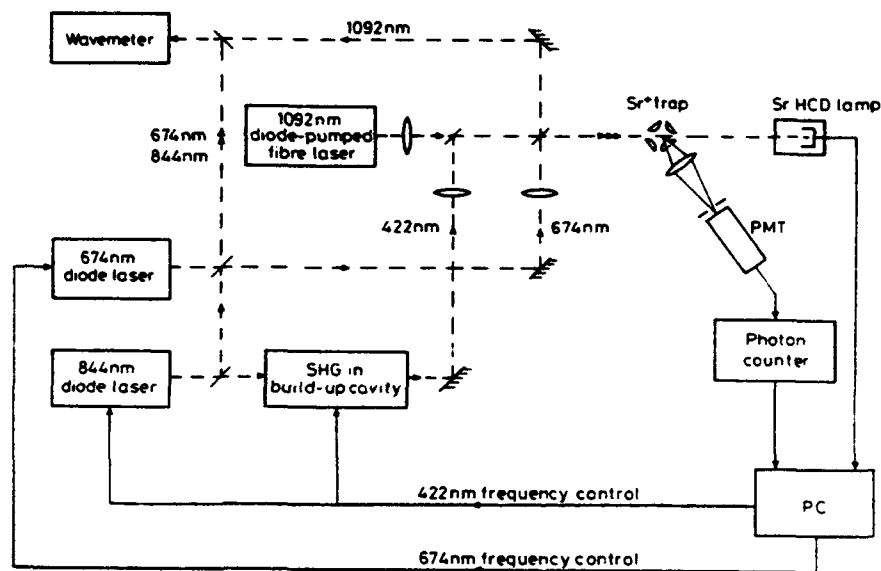 1092nm
Wavemeter
Sr⁺ trap
Sr HCD lamp
1092nm
diode-pumped
fibre laser
674nm
844nm
422nm
674nm
PMT
674nm
diode laser
Photon
counter
844nm
diode laser
SHG in
build-up cavity
422nm frequency control
PC
674nm frequency control